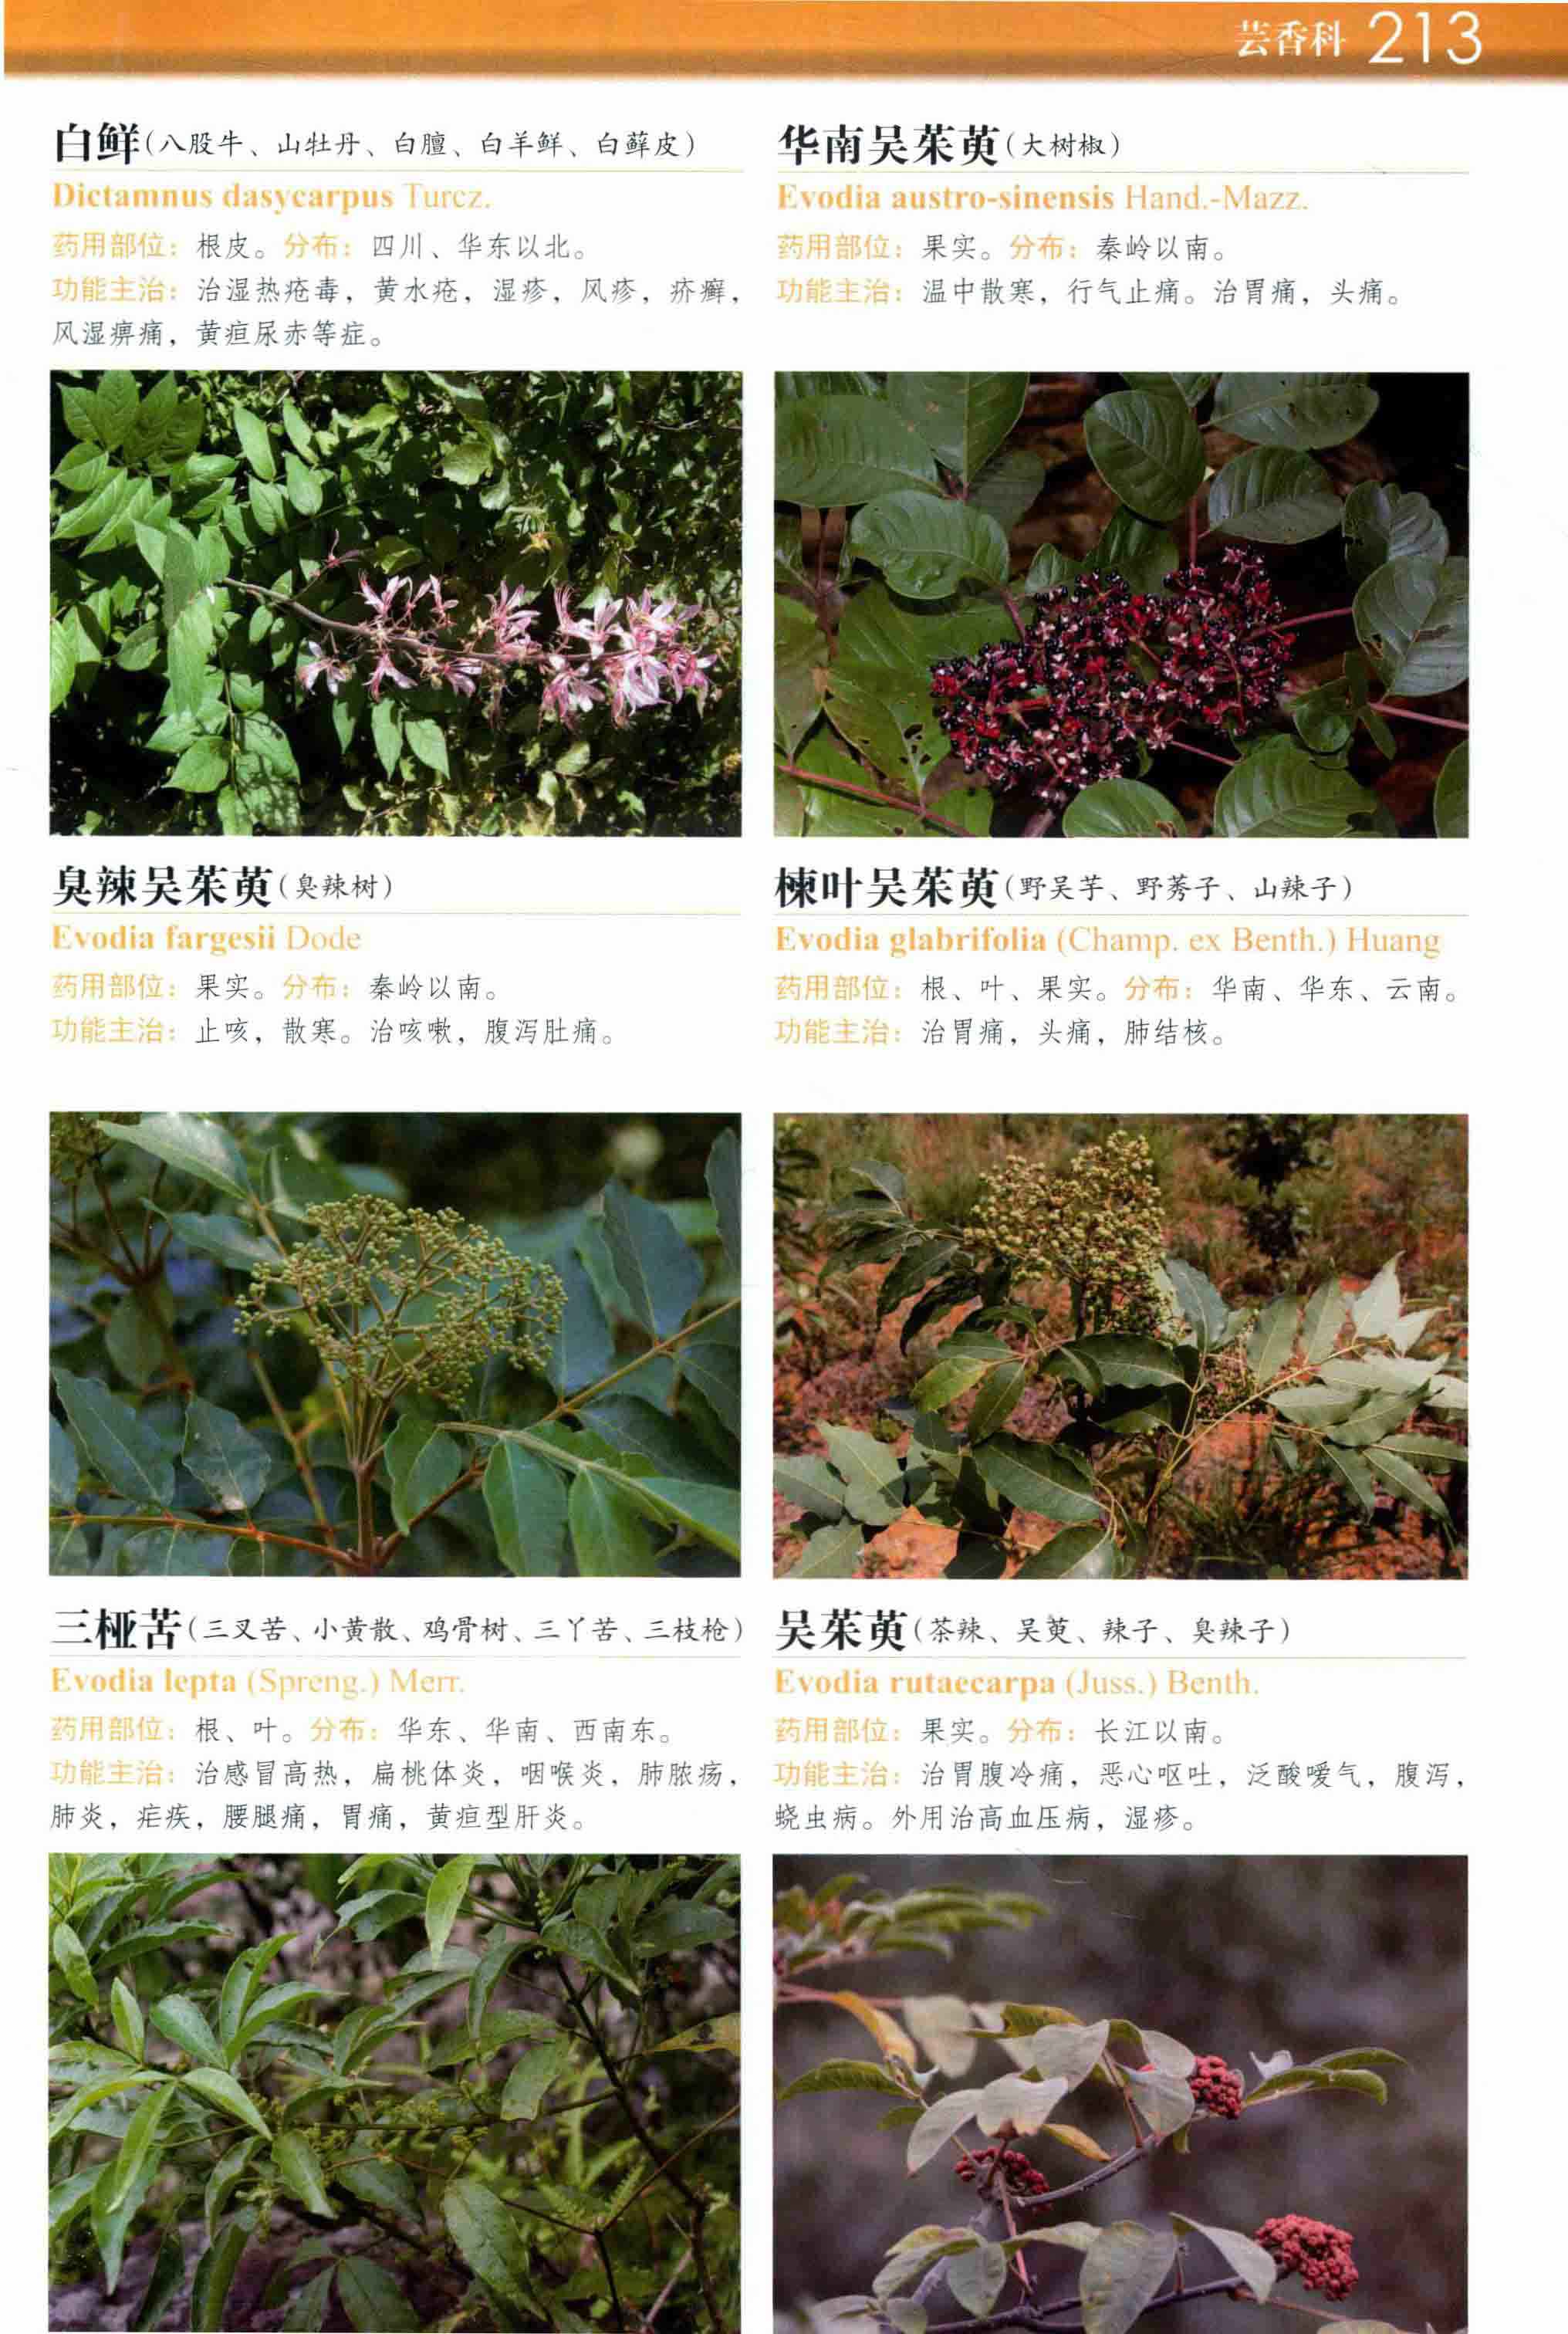 芸香科 213
白鲜(八股牛、山牡丹、白膻、白羊鲜、白藓皮)
Dictamnus dasycarpus Turcz.
药用部位：根皮。分布：四川、华东以北。
功能主治：治湿热疮毒，黄水疮，湿疹，风疹，疥癣，
风湿痹痛，黄疸尿赤等症。
华南吴茱萸(大树椒)
Evodia austro-sinensis Hand.-Mazz.
药用部位：果实。分布：秦岭以南。
功能主治：温中散寒，行气止痛。治胃痛，头痛。
臭辣吴茱萸(臭辣树)
Evodia fargesii Dode
药用部位：果实。分布：秦岭以南。
功能主治：止咳，散寒。治咳嗽，腹泻肚痛。
楝叶吴茱萸(野吴芋、野莠子、山辣子)
Evodia glabrifolia (Champ. ex Benth.) Huang
药用部位：根、叶、果实。分布：华南、华东、云南。
功能主治：治胃痛，头痛，肺结核。
三桠苦(三叉苦、小黄散、鸡骨树、三丫苦、三枝枪)
Evodia lepta (Spreng.) Merr.
药用部位：根、叶。分布：华东、华南、西南东。
功能主治：治感冒高热，扁桃体炎，咽喉炎，肺脓疡，
肺炎，疟疾，腰腿痛，胃痛，黄疸型肝炎。
吴茱萸(茶辣、吴萸、辣子、臭辣子)
Evodia rutaecarpa (Juss.) Benth.
药用部位：果实。分布：长江以南。
功能主治：治胃腹冷痛，恶心呕吐，泛酸嗳气，腹泻，
蛲虫病。外用治高血压病，湿疹。